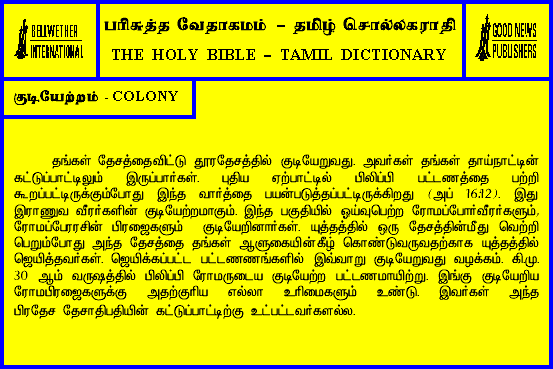 BELLWETHER
INTERNATIONAL
பரிசுத்த வேதாகமம் – தமிழ் சொல்லகராதி
THE HOLY BIBLE – TAMIL DICTIONARY
GOOD NEWS
PUBLISHERS
குடியேற்றம் - COLONY
தங்கள் தேசத்தைவிட்டு தூரதேசத்தில் குடியேறுவது. அவர்கள் தங்கள் தாய்நாட்டின்
கட்டுப்பாட்டிலும் இருப்பார்கள். புதிய ஏற்பாட்டில் பிலிப்பி பட்டணத்தை பற்றி
கூறப்பட்டிருக்கும்போது இந்த வார்த்தை பயன்படுத்தப்பட்டிருக்கிறது (அப் 16:12). இது
இராணுவ வீரர்களின் குடியேற்றமாகும். இந்த பகுதியில் ஓய்வுபெற்ற ரோமப்போர்வீரர்களும்,
ரோமப்பேரரசின் பிரஜைகளும் குடியேறினார்கள். யுத்தத்தில் ஒரு தேசத்தின்மீது வெற்றி
பெறும்போது அந்த தேசத்தை தங்கள் ஆளுகையின்கீழ் கொண்டுவருவதற்காக யுத்தத்தில்
ஜெயித்தவர்கள். ஜெயிக்கப்பட்ட பட்டணணங்களில் இவ்வாறு குடியேறுவது வழக்கம். கி.மு.
30 ஆம் வருஷத்தில் பிலிப்பி ரோமருடைய குடியேற்ற பட்டணமாயிற்று. இங்கு குடியேறிய
ரோமபிரஜைகளுக்கு அதற்குரிய எல்லா உரிமைகளும் உண்டு. இவர்கள் அந்த
பிரதேச தேசாதிபதியின் கட்டுப்பாட்டிற்கு உட்பட்டவர்களல்ல.